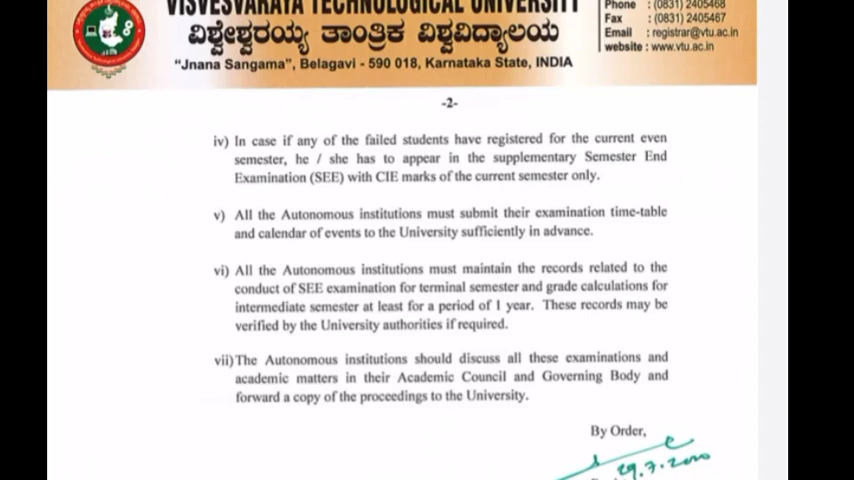 VISVESVARAYA TECHNOLOGICAL UNIVERSITY
ವಿಶ್ವೇಶ್ವರಯ್ಯ ತಾಂತ್ರಿಕ ವಿಶ್ವವಿದ್ಯಾಲಯ
"Jnana Sangama", Belagavi - 590 018, Karnataka State, INDIA
Phone : (0831) 2405468
Fax : (0831) 2405467
Email : registrar@vtu.ac.in
website : www.vtu.ac.in
-2-
iv) In case if any of the failed students have registered for the current even
semester, he / she has to appear in the supplementary Semester End
Examination (SEE) with CIE marks of the current semester only.
v) All the Autonomous institutions must submit their examination time-table
and calendar of events to the University sufficiently in advance.
vi) All the Autonomous institutions must maintain the records related to the
conduct of SEE examination for terminal semester and grade calculations for
intermediate semester at least for a period of 1 year. These records may be
verified by the University authorities if required.
vii) The Autonomous institutions should discuss all these examinations and
academic matters in their Academic Council and Governing Body and
forward a copy of the proceedings to the University.
By Order,